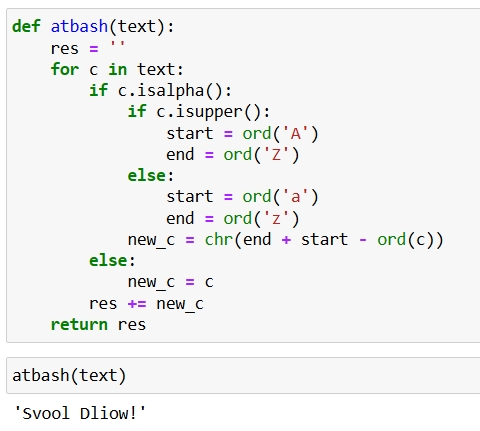 def atbash(text):
    res = ''
    for c in text:
        if c.isalpha():
            if c.isupper():
                start = ord('A')
                end = ord('Z')
            else:
                start = ord('a')
                end = ord('z')
            new_c = chr(end + start - ord(c))
        else:
            new_c = c
        res += new_c
    return res
atbash(text)
'Svool Dliow!'